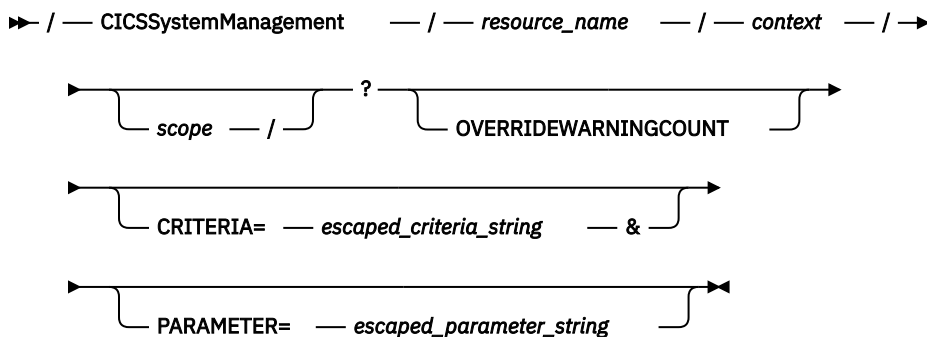 / CICSSystemManagement / resource_name / context /
?
scope /
OVERRIDEWARNINGCOUNT
CRITERIA= escaped_criteria_string &
PARAMETER= escaped_parameter_string